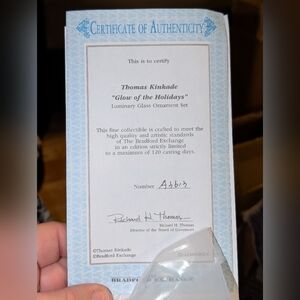 CERTIFICATE OF AUTHENTICITY
This is to certify
Thomas Kinkade
"Glow of the Holidays"
Luminary Glass Ornament Set
This fine collectible is crafted to meet the
high quality and artistic standards
of The Bradford Exchange
in an edition strictly limited
to a maximum of 120 casting days.
Number
Richard H. Thomas
Richard H. Thomas
Director of the Board of Governors
©Thomas Kinkade
©Bradford Exchange